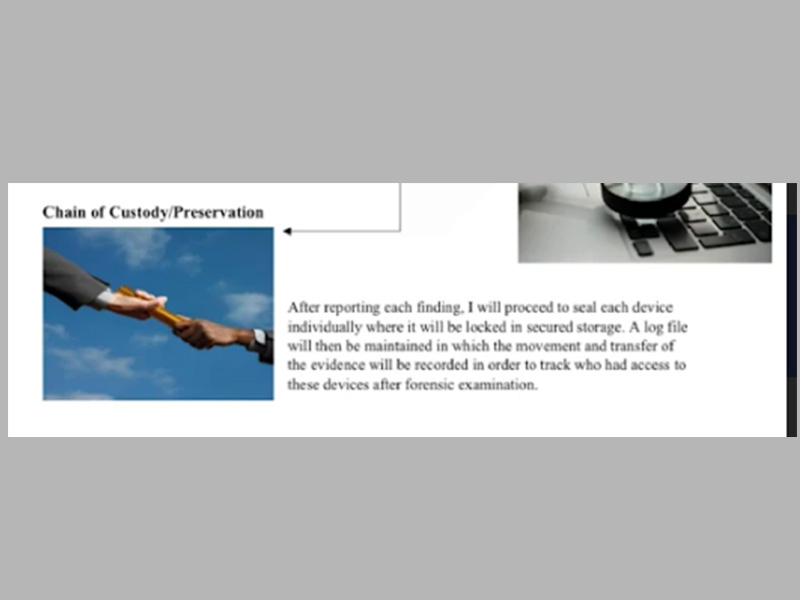 Chain of Custody/Preservation
After reporting each finding, I will proceed to seal each device
individually where it will be locked in secured storage. A log file
will then be maintained in which the movement and transfer of
the evidence will be recorded in order to track who had access to
these devices after forensic examination.